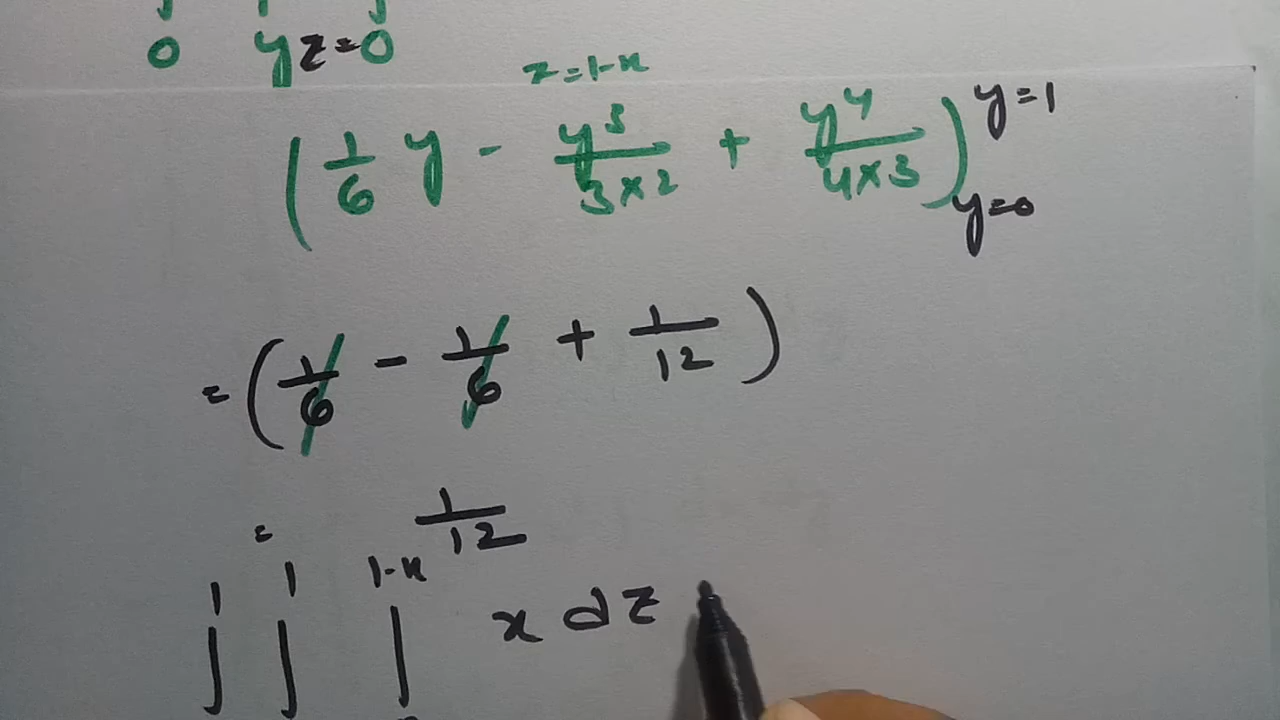 0 y z=0
z=1-x
(1/6 y - y³/3×2 + y⁴/4×3) y=1 y=0
= (1/6 - 1/6 + 1/12)
= 1/12
1 1 1-x
∫ ∫ ∫ x dz